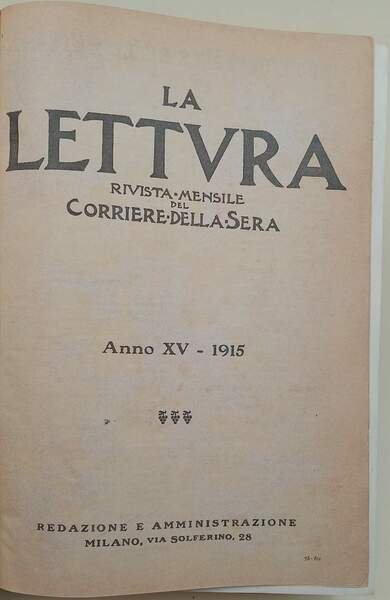 LA
LETTVRA
RIVISTA·MENSILE
DEL
CORRIERE·DELLA·SERA
Anno XV - 1915
REDAZIONE E AMMINISTRAZIONE
MILANO, VIA SOLFERINO, 28